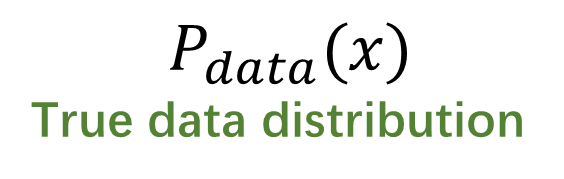 P_data(x)
True data distribution